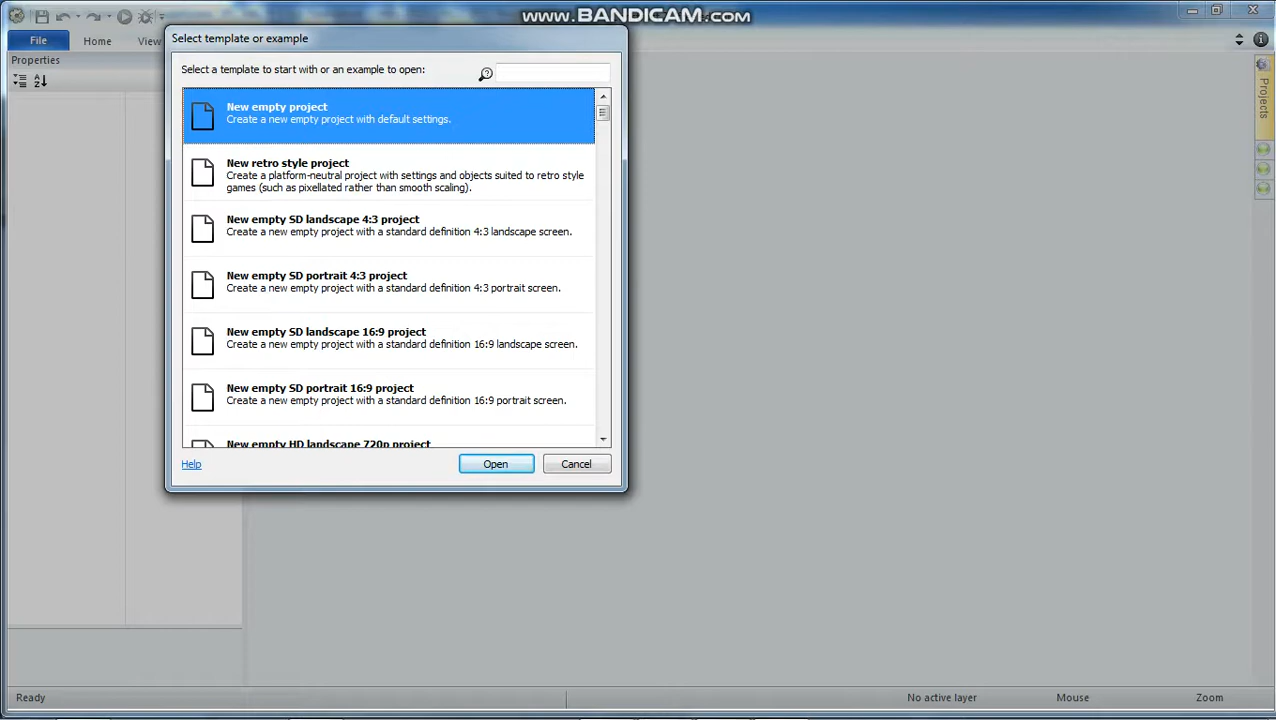 www.BANDICAM.com
File
Home
View
Properties
Select template or example
Select a template to start with or an example to open:
New empty project
Create a new empty project with default settings.
New retro style project
Create a platform-neutral project with settings and objects suited to retro style
games (such as pixellated rather than smooth scaling).
New empty SD landscape 4:3 project
Create a new empty project with a standard definition 4:3 landscape screen.
New empty SD portrait 4:3 project
Create a new empty project with a standard definition 4:3 portrait screen.
New empty SD landscape 16:9 project
Create a new empty project with a standard definition 16:9 landscape screen.
New empty SD portrait 16:9 project
Create a new empty project with a standard definition 16:9 portrait screen.
New empty HD landscape 720p project
Help
Open
Cancel
Projects
Ready
No active layer
Mouse
Zoom